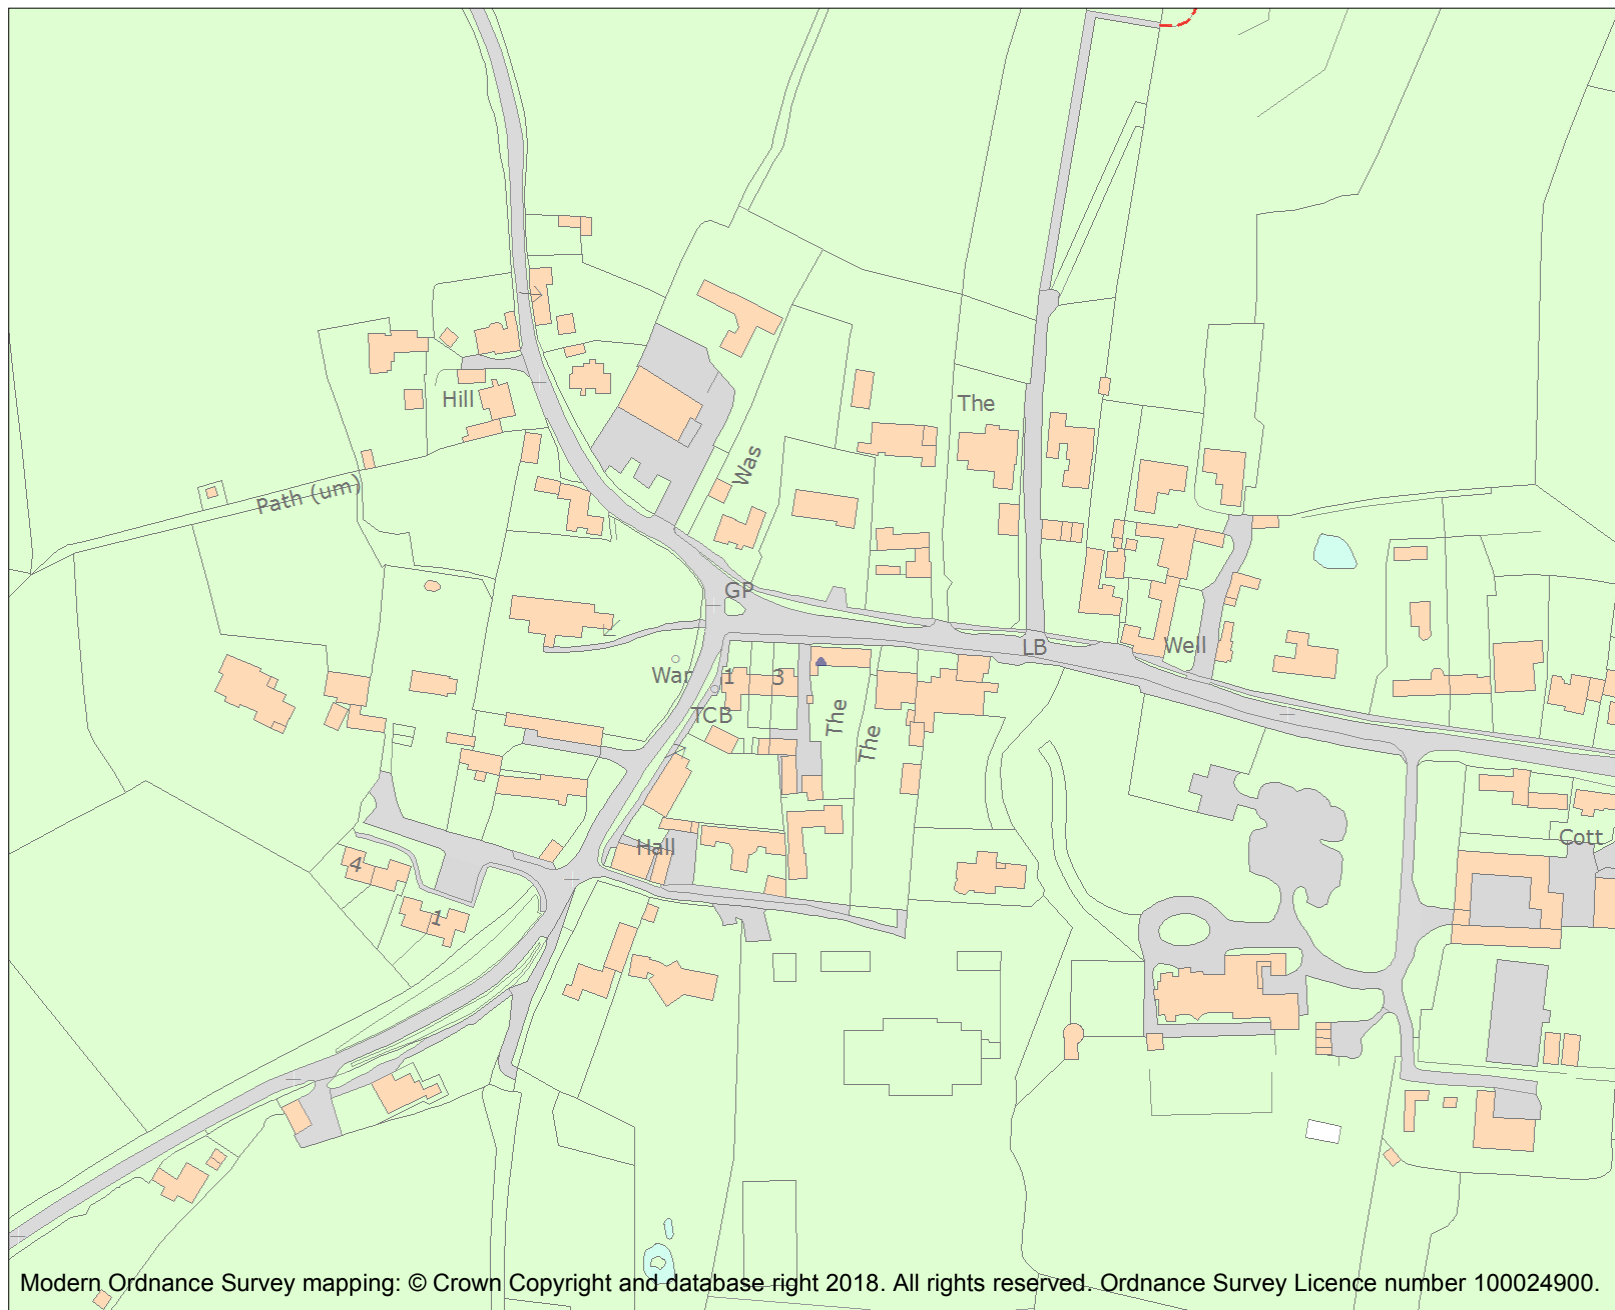 Hill
The
Was
Path (um)
GP
LB
Well
War
1
3
TCB
The
The
Hall
Cott
4
1
Modern Ordnance Survey mapping: © Crown Copyright and database right 2018. All rights reserved. Ordnance Survey Licence number 100024900.